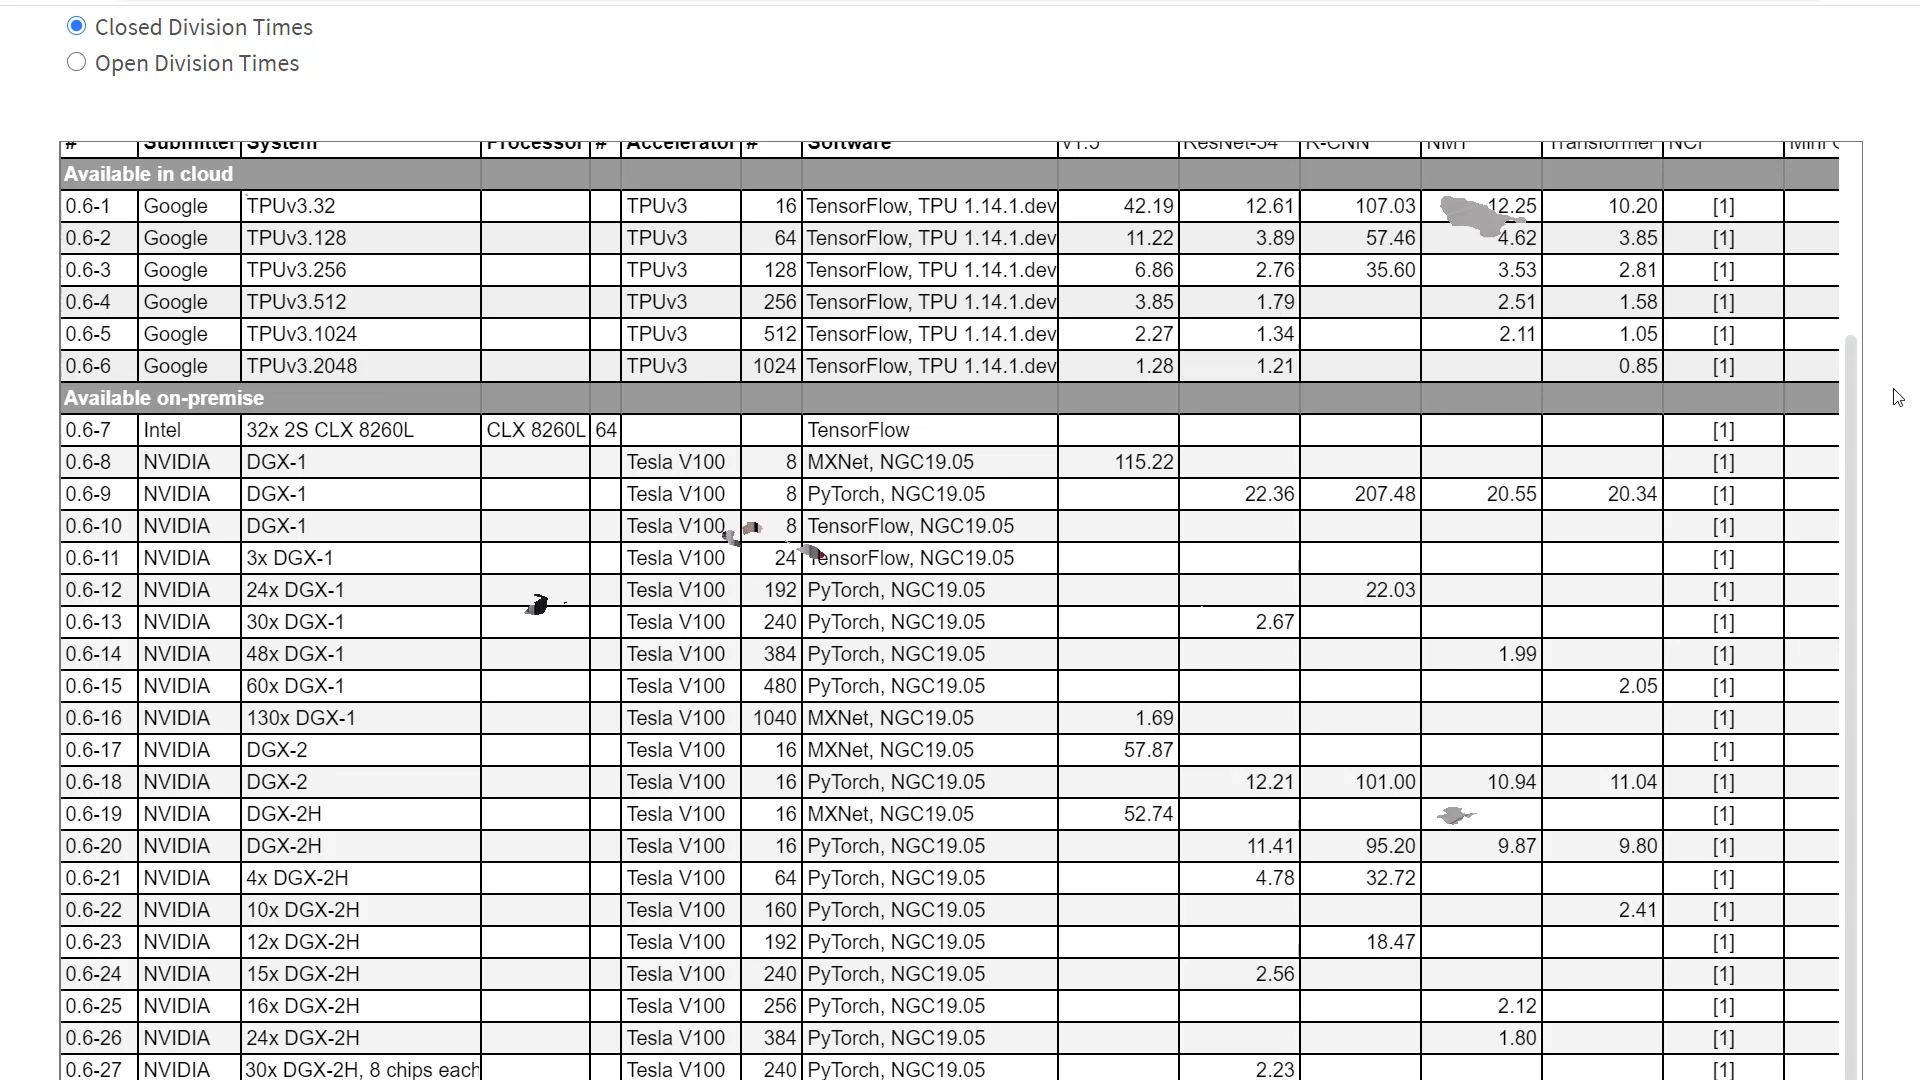 Closed Division Times
Open Division Times
# Submitter System Processor # Accelerator # Software v1.5 ResNet-34 R-CNN NMT Transformer NCF Mini
Available in cloud
0.6-1 Google TPUv3.32 TPUv3 16 TensorFlow, TPU 1.14.1.dev 42.19 12.61 107.03 12.25 10.20 [1]
0.6-2 Google TPUv3.128 TPUv3 64 TensorFlow, TPU 1.14.1.dev 11.22 3.89 57.46 4.62 3.85 [1]
0.6-3 Google TPUv3.256 TPUv3 128 TensorFlow, TPU 1.14.1.dev 6.86 2.76 35.60 3.53 2.81 [1]
0.6-4 Google TPUv3.512 TPUv3 256 TensorFlow, TPU 1.14.1.dev 3.85 1.79 2.51 1.58 [1]
0.6-5 Google TPUv3.1024 TPUv3 512 TensorFlow, TPU 1.14.1.dev 2.27 1.34 2.11 1.05 [1]
0.6-6 Google TPUv3.2048 TPUv3 1024 TensorFlow, TPU 1.14.1.dev 1.28 1.21 0.85 [1]
Available on-premise
0.6-7 Intel 32x 2S CLX 8260L CLX 8260L 64 TensorFlow [1]
0.6-8 NVIDIA DGX-1 Tesla V100 8 MXNet, NGC19.05 115.22 [1]
0.6-9 NVIDIA DGX-1 Tesla V100 8 PyTorch, NGC19.05 22.36 207.48 20.55 20.34 [1]
0.6-10 NVIDIA DGX-1 Tesla V100 8 TensorFlow, NGC19.05 [1]
0.6-11 NVIDIA 3x DGX-1 Tesla V100 24 TensorFlow, NGC19.05 [1]
0.6-12 NVIDIA 24x DGX-1 Tesla V100 192 PyTorch, NGC19.05 22.03 [1]
0.6-13 NVIDIA 30x DGX-1 Tesla V100 240 PyTorch, NGC19.05 2.67 [1]
0.6-14 NVIDIA 48x DGX-1 Tesla V100 384 PyTorch, NGC19.05 1.99 [1]
0.6-15 NVIDIA 60x DGX-1 Tesla V100 480 PyTorch, NGC19.05 2.05 [1]
0.6-16 NVIDIA 130x DGX-1 Tesla V100 1040 MXNet, NGC19.05 1.69 [1]
0.6-17 NVIDIA DGX-2 Tesla V100 16 MXNet, NGC19.05 57.87 [1]
0.6-18 NVIDIA DGX-2 Tesla V100 16 PyTorch, NGC19.05 12.21 101.00 10.94 11.04 [1]
0.6-19 NVIDIA DGX-2H Tesla V100 16 MXNet, NGC19.05 52.74 [1]
0.6-20 NVIDIA DGX-2H Tesla V100 16 PyTorch, NGC19.05 11.41 95.20 9.87 9.80 [1]
0.6-21 NVIDIA 4x DGX-2H Tesla V100 64 PyTorch, NGC19.05 4.78 32.72 [1]
0.6-22 NVIDIA 10x DGX-2H Tesla V100 160 PyTorch, NGC19.05 2.41 [1]
0.6-23 NVIDIA 12x DGX-2H Tesla V100 192 PyTorch, NGC19.05 18.47 [1]
0.6-24 NVIDIA 15x DGX-2H Tesla V100 240 PyTorch, NGC19.05 2.56 [1]
0.6-25 NVIDIA 16x DGX-2H Tesla V100 256 PyTorch, NGC19.05 2.12 [1]
0.6-26 NVIDIA 24x DGX-2H Tesla V100 384 PyTorch, NGC19.05 1.80 [1]
0.6-27 NVIDIA 30x DGX-2H, 8 chips each Tesla V100 240 PyTorch, NGC19.05 2.23 [1]